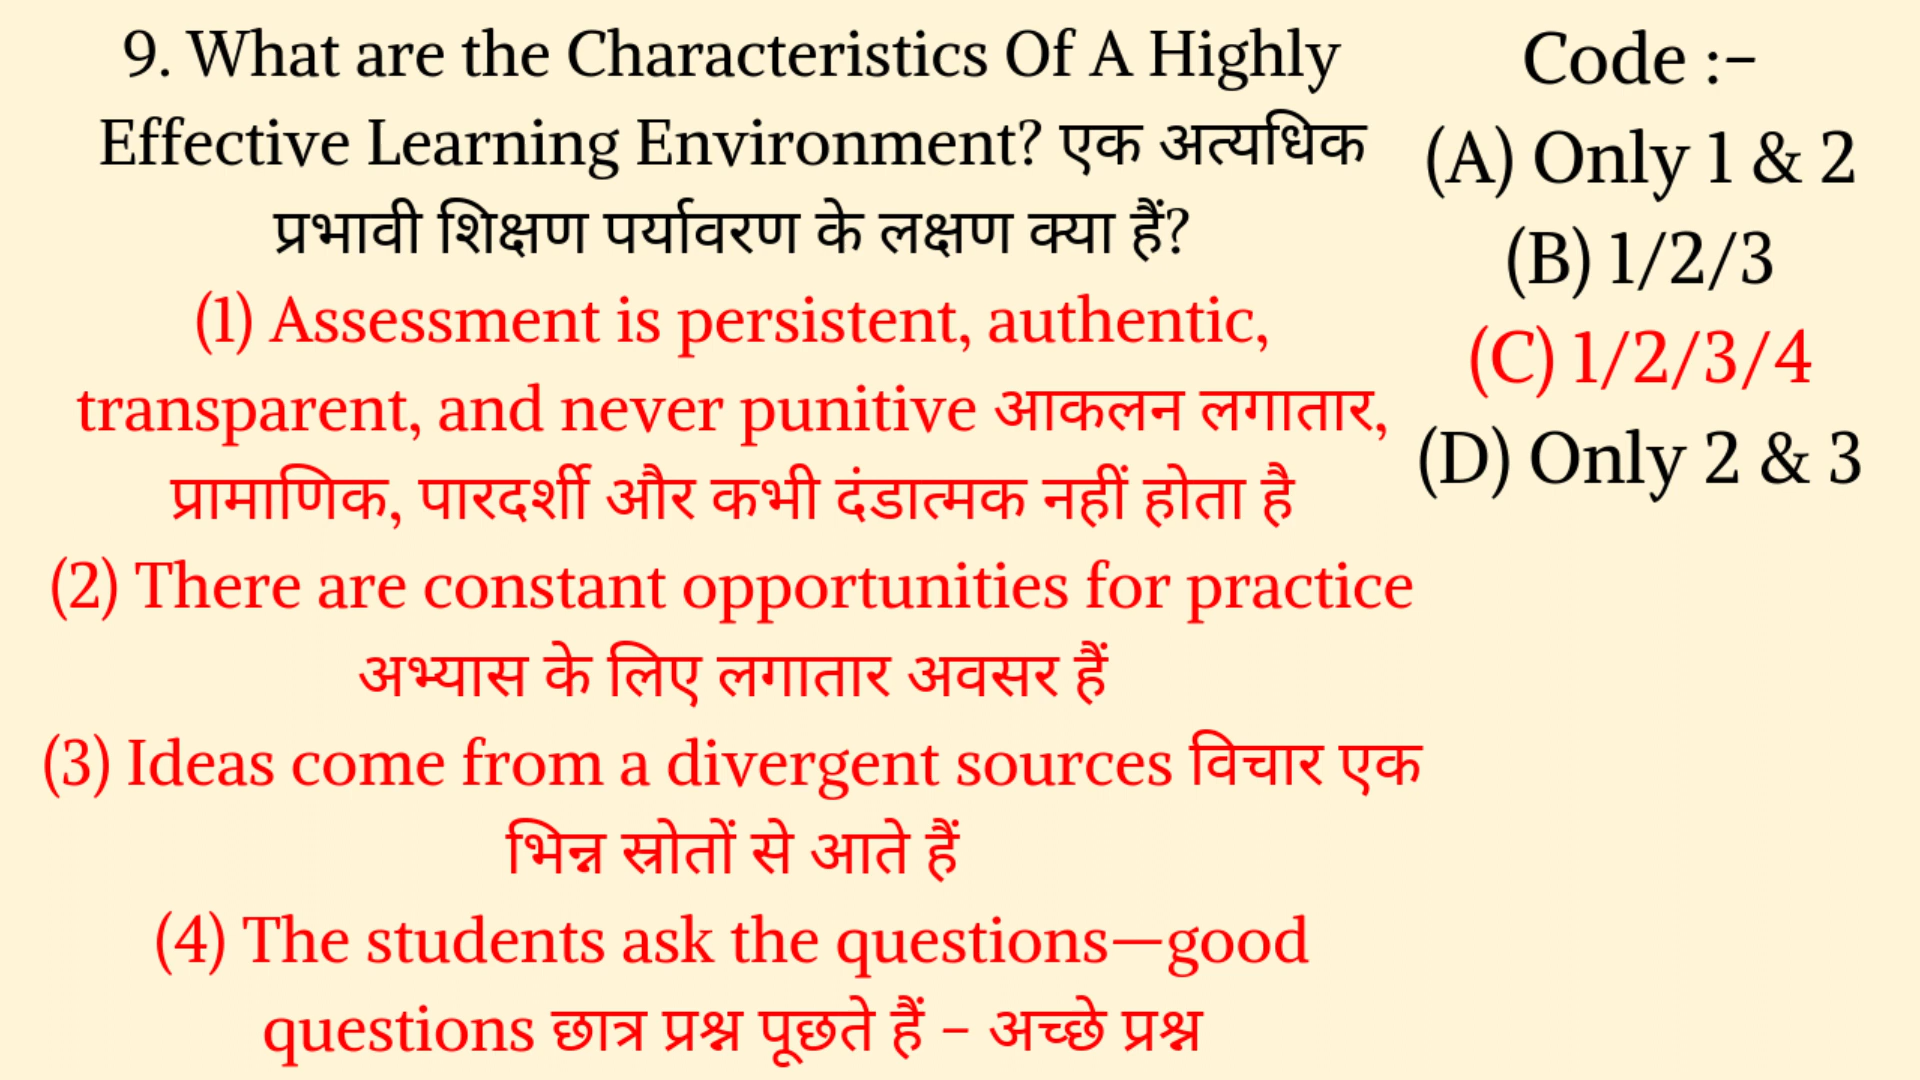 9. What are the Characteristics Of A Highly
Effective Learning Environment? एक अत्यधिक
प्रभावी शिक्षण पर्यावरण के लक्षण क्या हैं?
(1) Assessment is persistent, authentic,
transparent, and never punitive आकलन लगातार,
प्रामाणिक, पारदर्शी और कभी दंडात्मक नहीं होता है
(2) There are constant opportunities for practice
अभ्यास के लिए लगातार अवसर हैं
(3) Ideas come from a divergent sources विचार एक
भिन्न स्रोतों से आते हैं
(4) The students ask the questions—good
questions छात्र प्रश्न पूछते हैं – अच्छे प्रश्न
Code :–
(A) Only 1 & 2
(B) 1/2/3
(C) 1/2/3/4
(D) Only 2 & 3